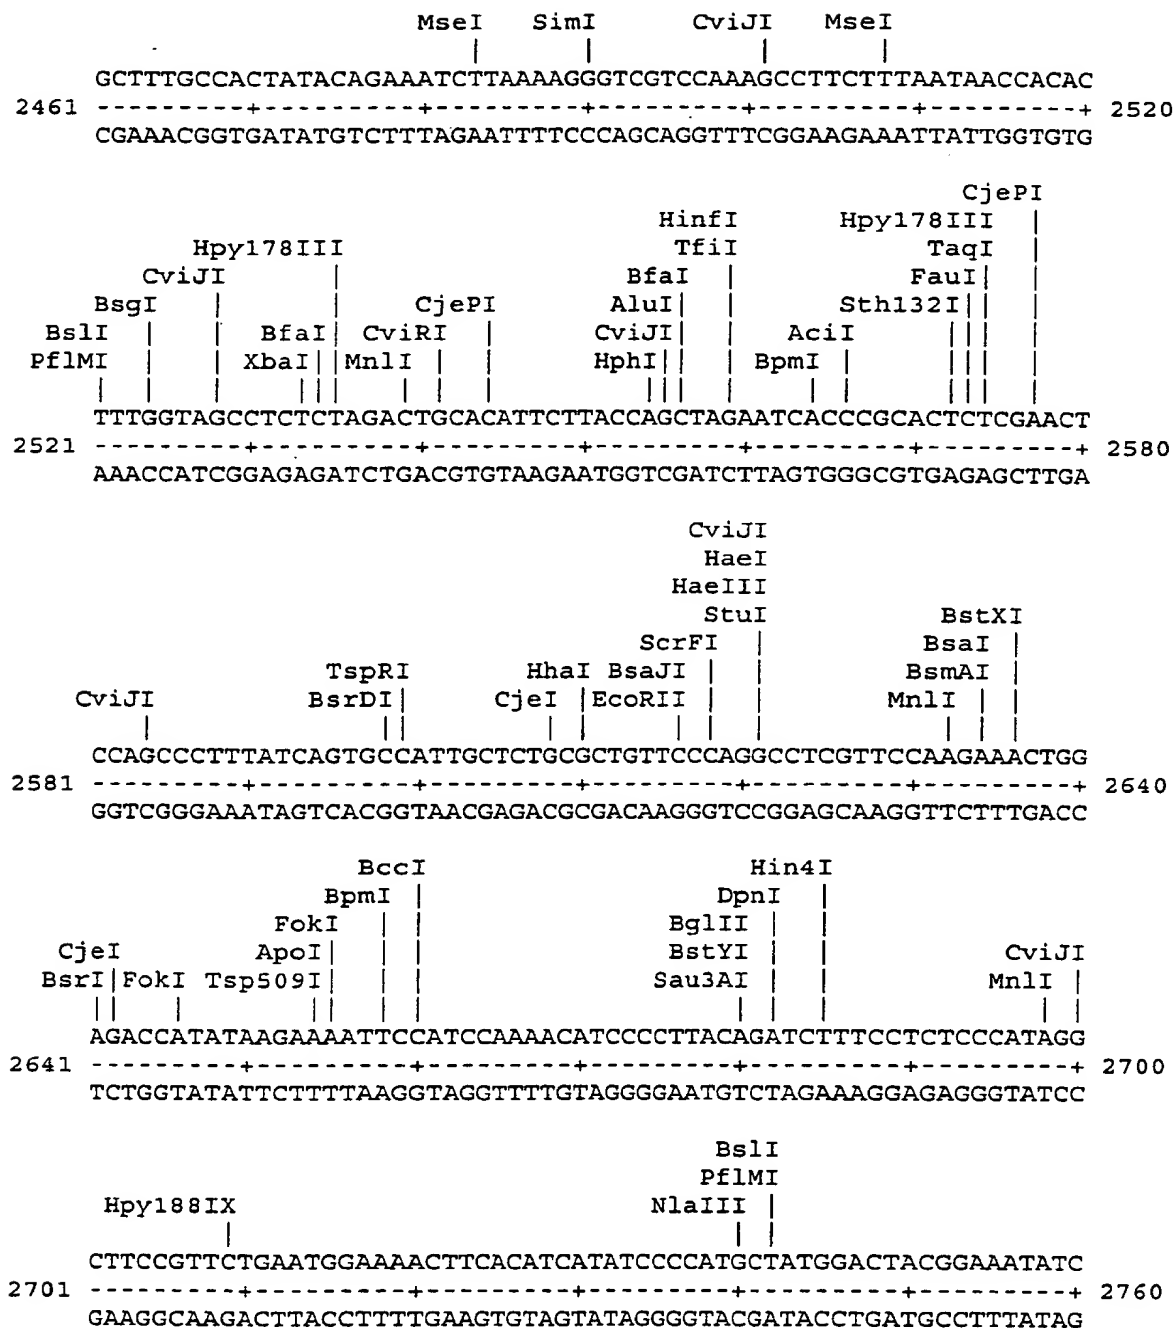 MseI SimI CviJI MseI
GCTTTGCCACTATACAGAAATCTTAAAAGGGTCGTCCAAAGCCTTCTTTAATAACCACAC
2461 ---------+---------+---------+---------+---------+---------+ 2520
CGAAACGGTGATATGTCTTTAGAATTTTCCCAGCAGGTTTCGGAAGAAATTATTGGTGTG
CjePI
HinfI Hpy178III
Hpy178III TfiI TaqI
CviJI BfaI FauI
BsgI CjePI AluI Sth132I
BslI BfaI CviRI CviJI AciI
PflMI XbaI MnlI HphI BpmI
TTTGGTAGCCTCTCTAGACTGCACATTCTTACCAGCTAGAATCACCCGCACTCTCGAACT
2521 ---------+---------+---------+---------+---------+---------+ 2580
AAACCATCGGAGAGATCTGACGTGTAAGAATGGTCGATCTTAGTGGGCGTGAGAGCTTGA
CviJI
HaeI
HaeIII
StuI BstXI
ScrFI BsaI
TspRI HhaI BsaJI BsmAI
CviJI BsrDI CjeI EcoRII MnlI
CCAGCCCTTTATCAGTGCCATTGCTCTGCGCTGTTCCCAGGCCTCGTTCCAAGAAACTGG
2581 ---------+---------+---------+---------+---------+---------+ 2640
GGTCGGGAAATAGTCACGGTAACGAGACGCGACAAGGGTCCGGAGCAAGGTTCTTTGACC
BccI Hin4I
BpmI DpnI
FokI BglII
CjeI ApoI BstYI CviJI
BsrI FokI Tsp509I Sau3AI MnlI
AGACCATATAAGAAAATTCCATCCAAAACATCCCCTTACAGATCTTTCCTCTCCCATAGG
2641 ---------+---------+---------+---------+---------+---------+ 2700
TCTGGTATATTCTTTTAAGGTAGGTTTTGTAGGGGAATGTCTAGAAAGGAGAGGGTATCC
BslI
PflMI
Hpy188IX NlaIII
CTTCCGTTCTGAATGGAAAACTTCACATCATATCCCCATGCTATGGACTACGGAAATATC
2701 ---------+---------+---------+---------+---------+---------+ 2760
GAAGGCAAGACTTACCTTTTGAAGTGTAGTATAGGGGTACGATACCTGATGCCTTTATAG